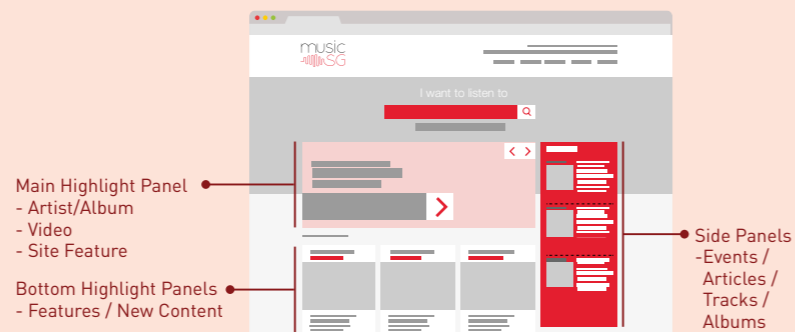 music
SG
I want to listen to
Main Highlight Panel
- Artist/Album
- Video
- Site Feature
Bottom Highlight Panels
- Features / New Content
Side Panels
-Events /
Articles /
Tracks /
Albums